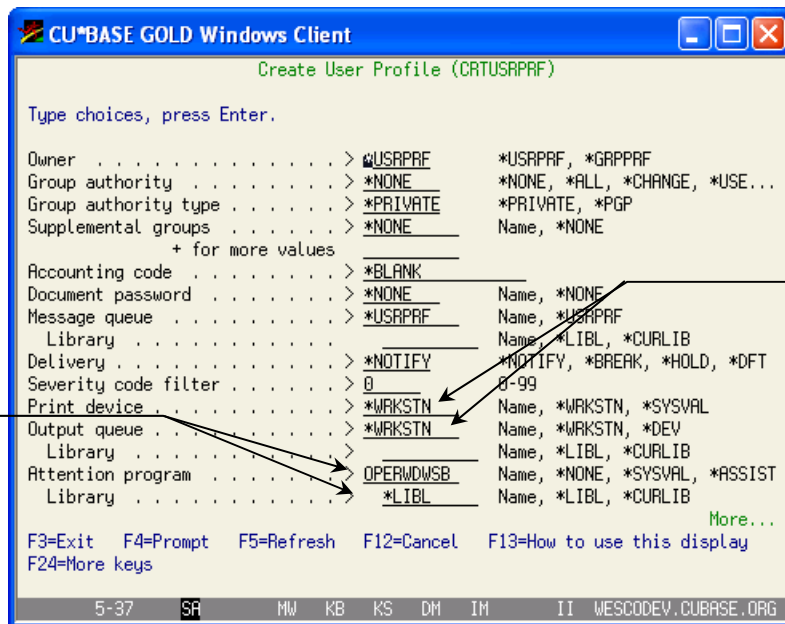 CU*BASE GOLD Windows Client
Create User Profile (CRTUSRPRF)
Type choices, press Enter.
Owner . . . . . . . . . . . . . > *USRPRF *USRPRF, *GRPPRF
Group authority . . . . . . . . > *NONE *NONE, *ALL, *CHANGE, *USE...
Group authority type . . . . . . > *PRIVATE *PRIVATE, *PGP
Supplemental groups . . . . . . > *NONE Name, *NONE
+ for more values
Accounting code . . . . . . . . > *BLANK
Document password . . . . . . . > *NONE Name, *NONE
Message queue . . . . . . . . . > *USRPRF Name, *USRPRF
Library . . . . . . . . . . . Name, *LIBL, *CURLIB
Delivery . . . . . . . . . . . . > *NOTIFY *NOTIFY, *BREAK, *HOLD, *DFT
Severity code filter . . . . . . > 0 0-99
Print device . . . . . . . . . . > *WRKSTN Name, *WRKSTN, *SYSVAL
Output queue . . . . . . . . . . > *WRKSTN Name, *WRKSTN, *DEV
Library . . . . . . . . . . . > Name, *LIBL, *CURLIB
Attention program . . . . . . . > OPERWDWSB Name, *NONE, *SYSVAL, *ASSIST
Library . . . . . . . . . . . > *LIBL Name, *LIBL, *CURLIB
More...
F3=Exit F4=Prompt F5=Refresh F12=Cancel F13=How to use this display
F24=More keys
5-37 SA MW KB KS DM IM II WESCODEV.CUBASE.ORG